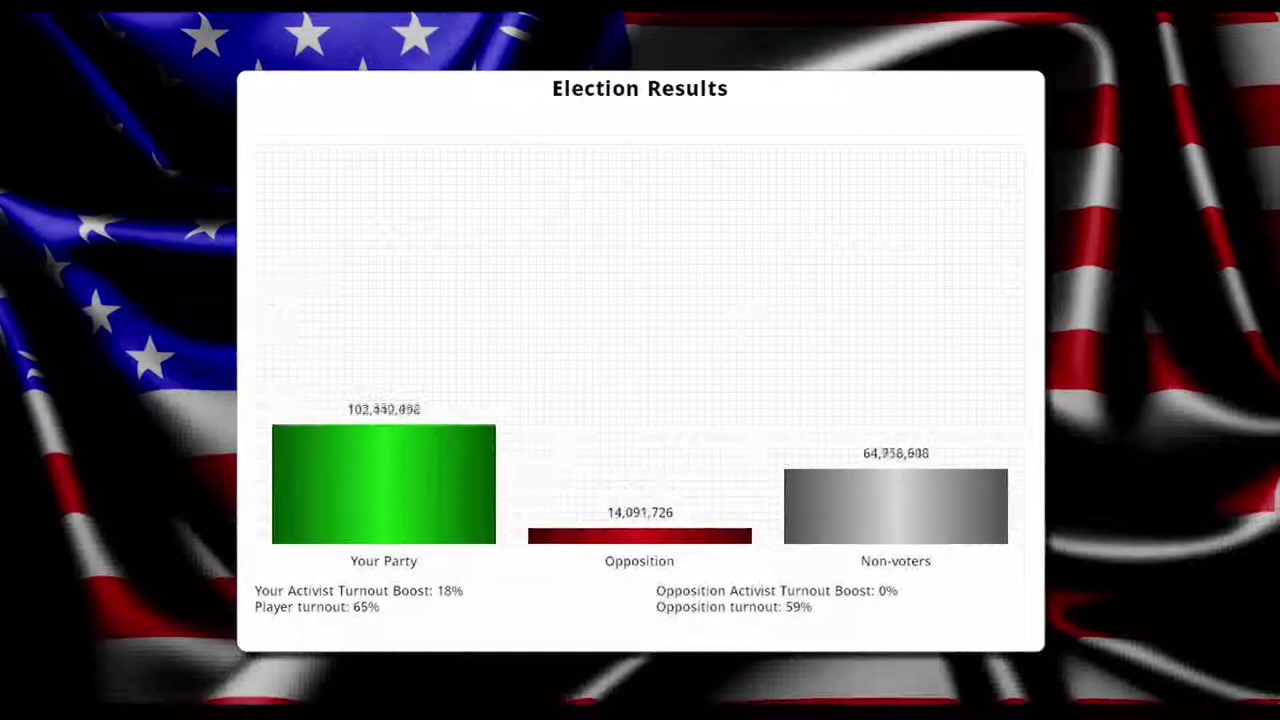 Election Results
14,091,726
Your Party
Opposition
Non-voters
Your Activist Turnout Boost: 18%
Opposition Activist Turnout Boost: 0%
Player turnout: 65%
Opposition turnout: 59%